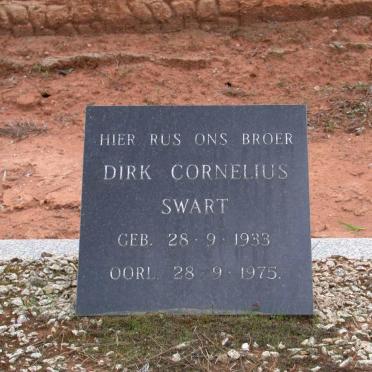 HIER RUS ONS BROER
DIRK CORNELIUS
SWART
GEB. 28 · 9 · 1933
OORL. 28 · 9 · 1975.